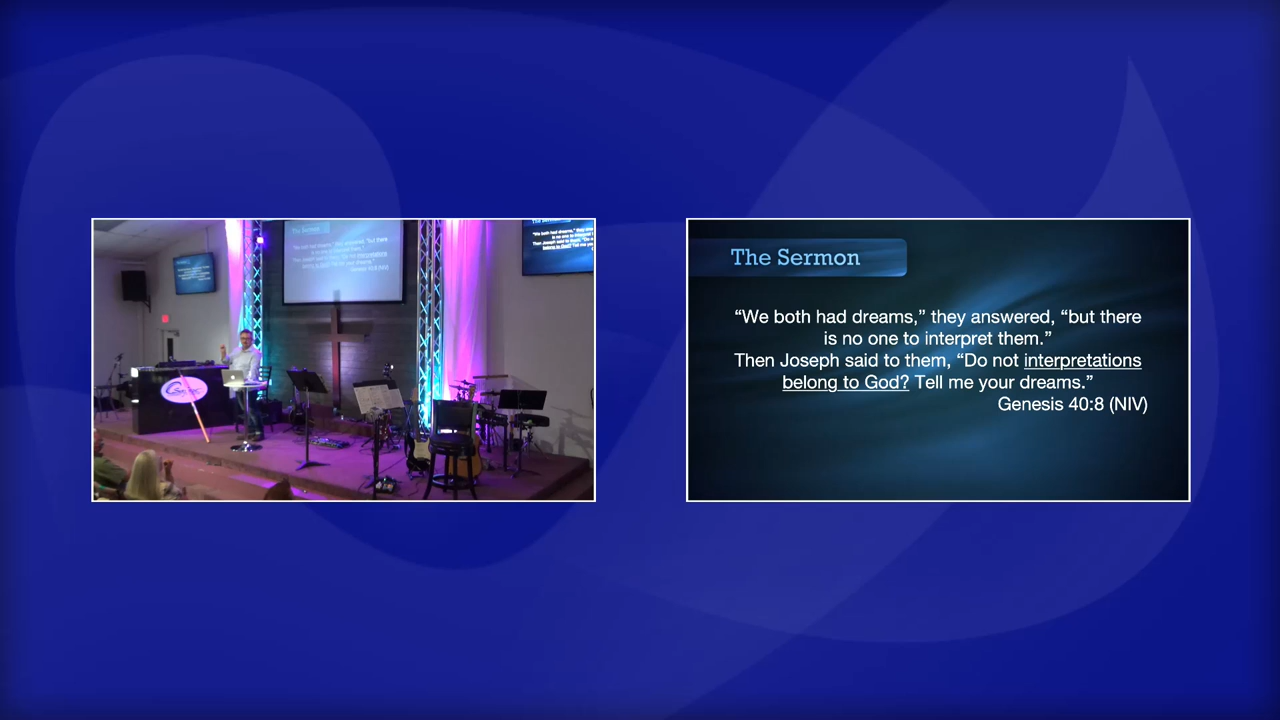 The Sermon
“We both had dreams,” they answered, “but there
is no one to interpret them.”
Then Joseph said to them, “Do not interpretations
belong to God? Tell me your dreams.”
Genesis 40:8 (NIV)